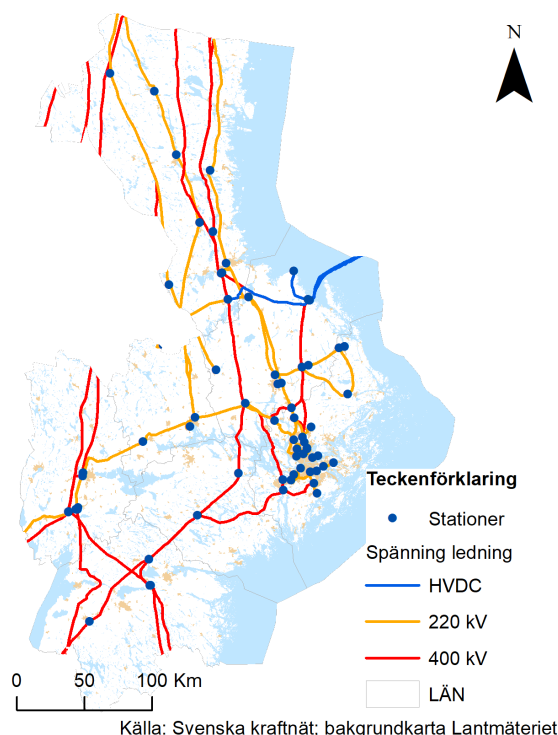 N
Teckenförklaring
Stationer
Spänning ledning
HVDC
220 kV
400 kV
LÄN
0 50 100 Km
Källa: Svenska kraftnät; bakgrundkarta Lantmäteriet